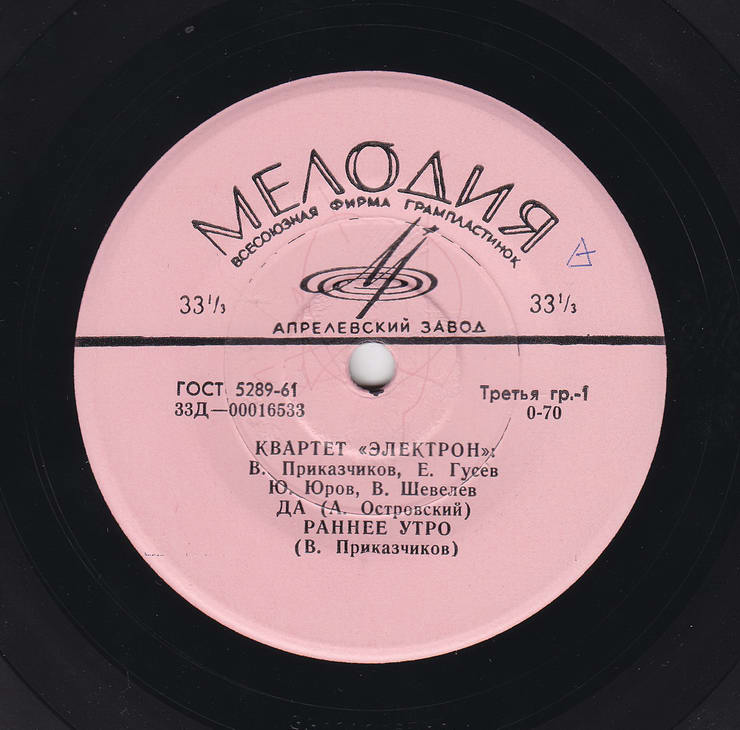 МЕЛОДИЯ
ВСЕСОЮЗНАЯ ФИРМА ГРАМПЛАСТИНОК
33 1/3 33 1/3
АПРЕЛЕВСКИЙ ЗАВОД
ГОСТ 5289-61 Третья гр.-1
33Д—00016533 0-70
КВАРТЕТ «ЭЛЕКТРОН»:
В. Приказчиков, Е. Гусев
Ю. Юров, В. Шевелев
ДА (А. Островский)
РАННЕЕ УТРО
(В. Приказчиков)